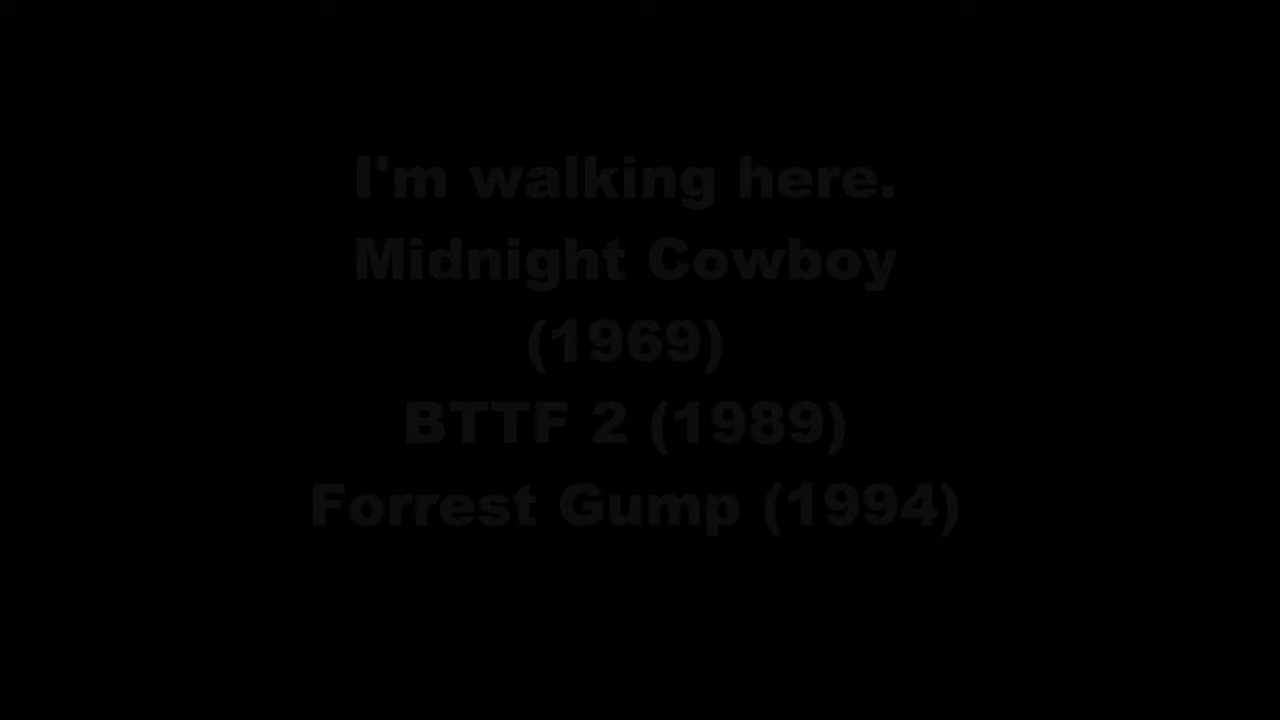 I'm walking here.
Midnight Cowboy
(1969)
BTTF 2 (1989)
Forrest Gump (1994)